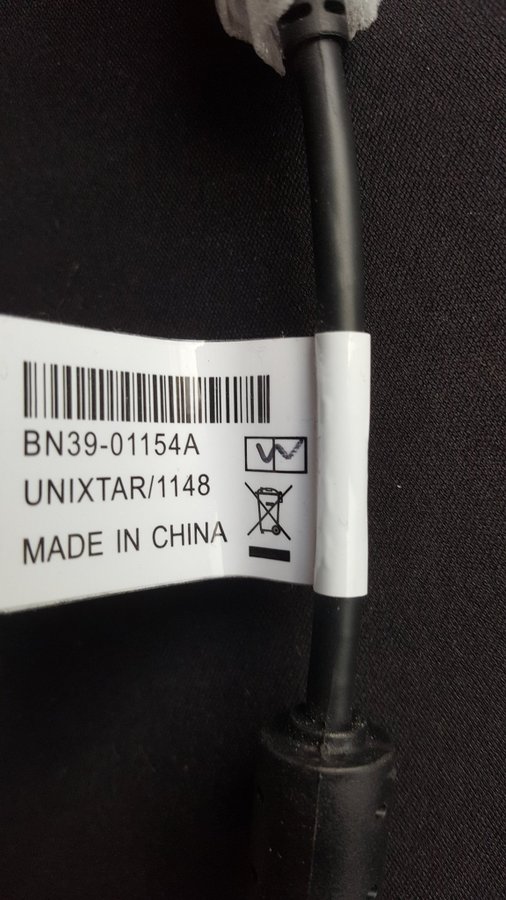 BN39-01154A
UNIXTAR/1148
MADE IN CHINA